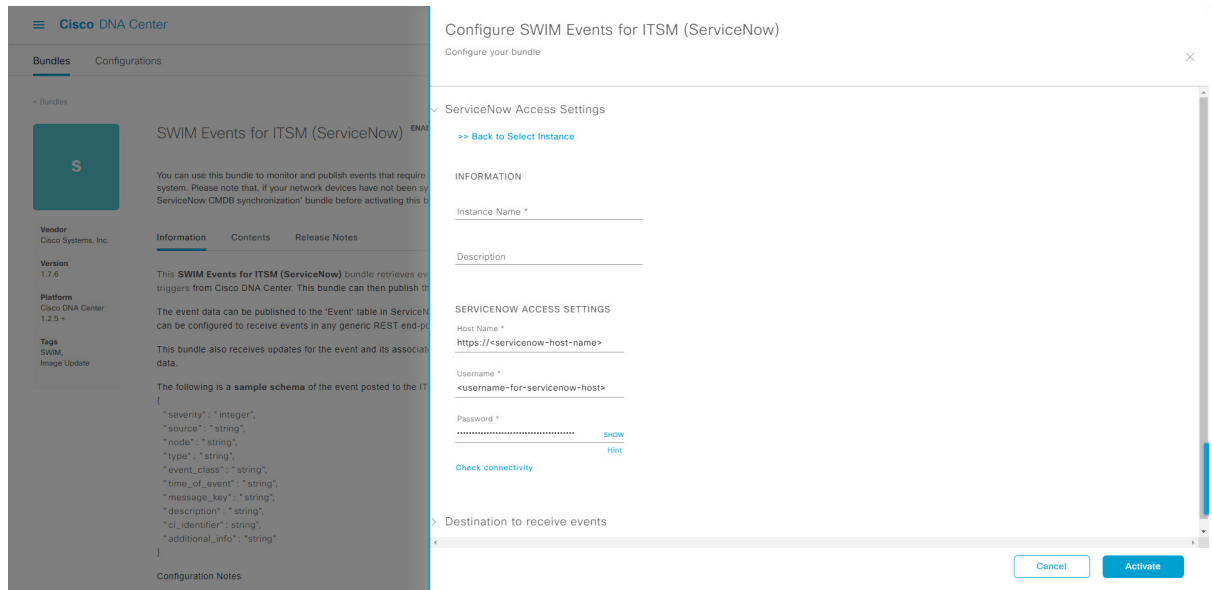 Cisco DNA Center
Bundles Configurations
< Bundles
S
Vendor
Cisco Systems, Inc.
Version
1.7.6
Platform
Cisco DNA Center
1.2.5 +
Tags
SWIM,
Image Update
SWIM Events for ITSM (ServiceNow)
You can use this bundle to monitor and publish events that require
system. Please note that, if your network devices have not been
ServiceNow CMDB synchronization' bundle before activating this
Information Contents Release Notes
This SWIM Events for ITSM (ServiceNow) bundle retrieves
triggers from Cisco DNA Center. This bundle can then publish
The event data can be published to the 'Event' table in
can be configured to receive events in any generic REST
This bundle also receives updates for the event and its
data.
The following is a sample schema of the event posted to the
{
"severity" : "integer",
"source" : "string",
"node" : "string",
"type" : "string",
"event_class" : "string",
"time_of_event" : "string",
"message_key" : "string",
"description" : "string",
"ci_identifier" : string",
"additional_info" : "string"
}
Configuration Notes
Configure SWIM Events for ITSM (ServiceNow)
Configure your bundle
ServiceNow Access Settings
>> Back to Select Instance
INFORMATION
Instance Name *
Description
SERVICENOW ACCESS SETTINGS
Host Name *
https://<servicenow-host-name>
Username *
<username-for-servicenow-host>
Password *
SHOW
Hint
Check connectivity
Destination to receive events
Cancel Activate